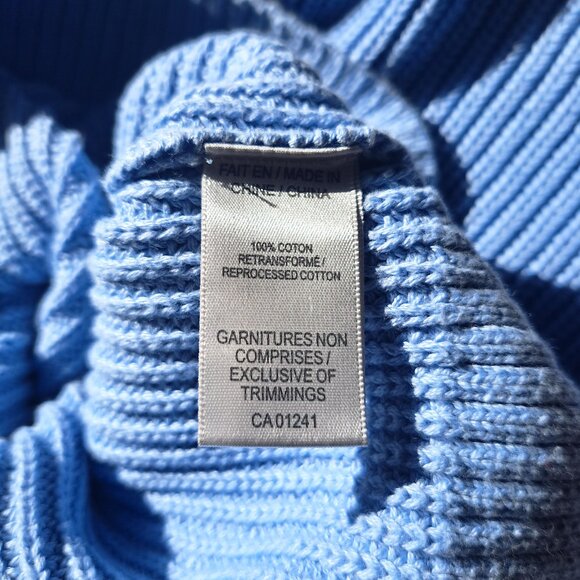 FAIT EN / MADE IN
CHINE / CHINA
100% COTON
RETRANSFORMÉ /
REPROCESSED COTTON
GARNITURES NON
COMPRISES /
EXCLUSIVE OF
TRIMMINGS
CA 01241